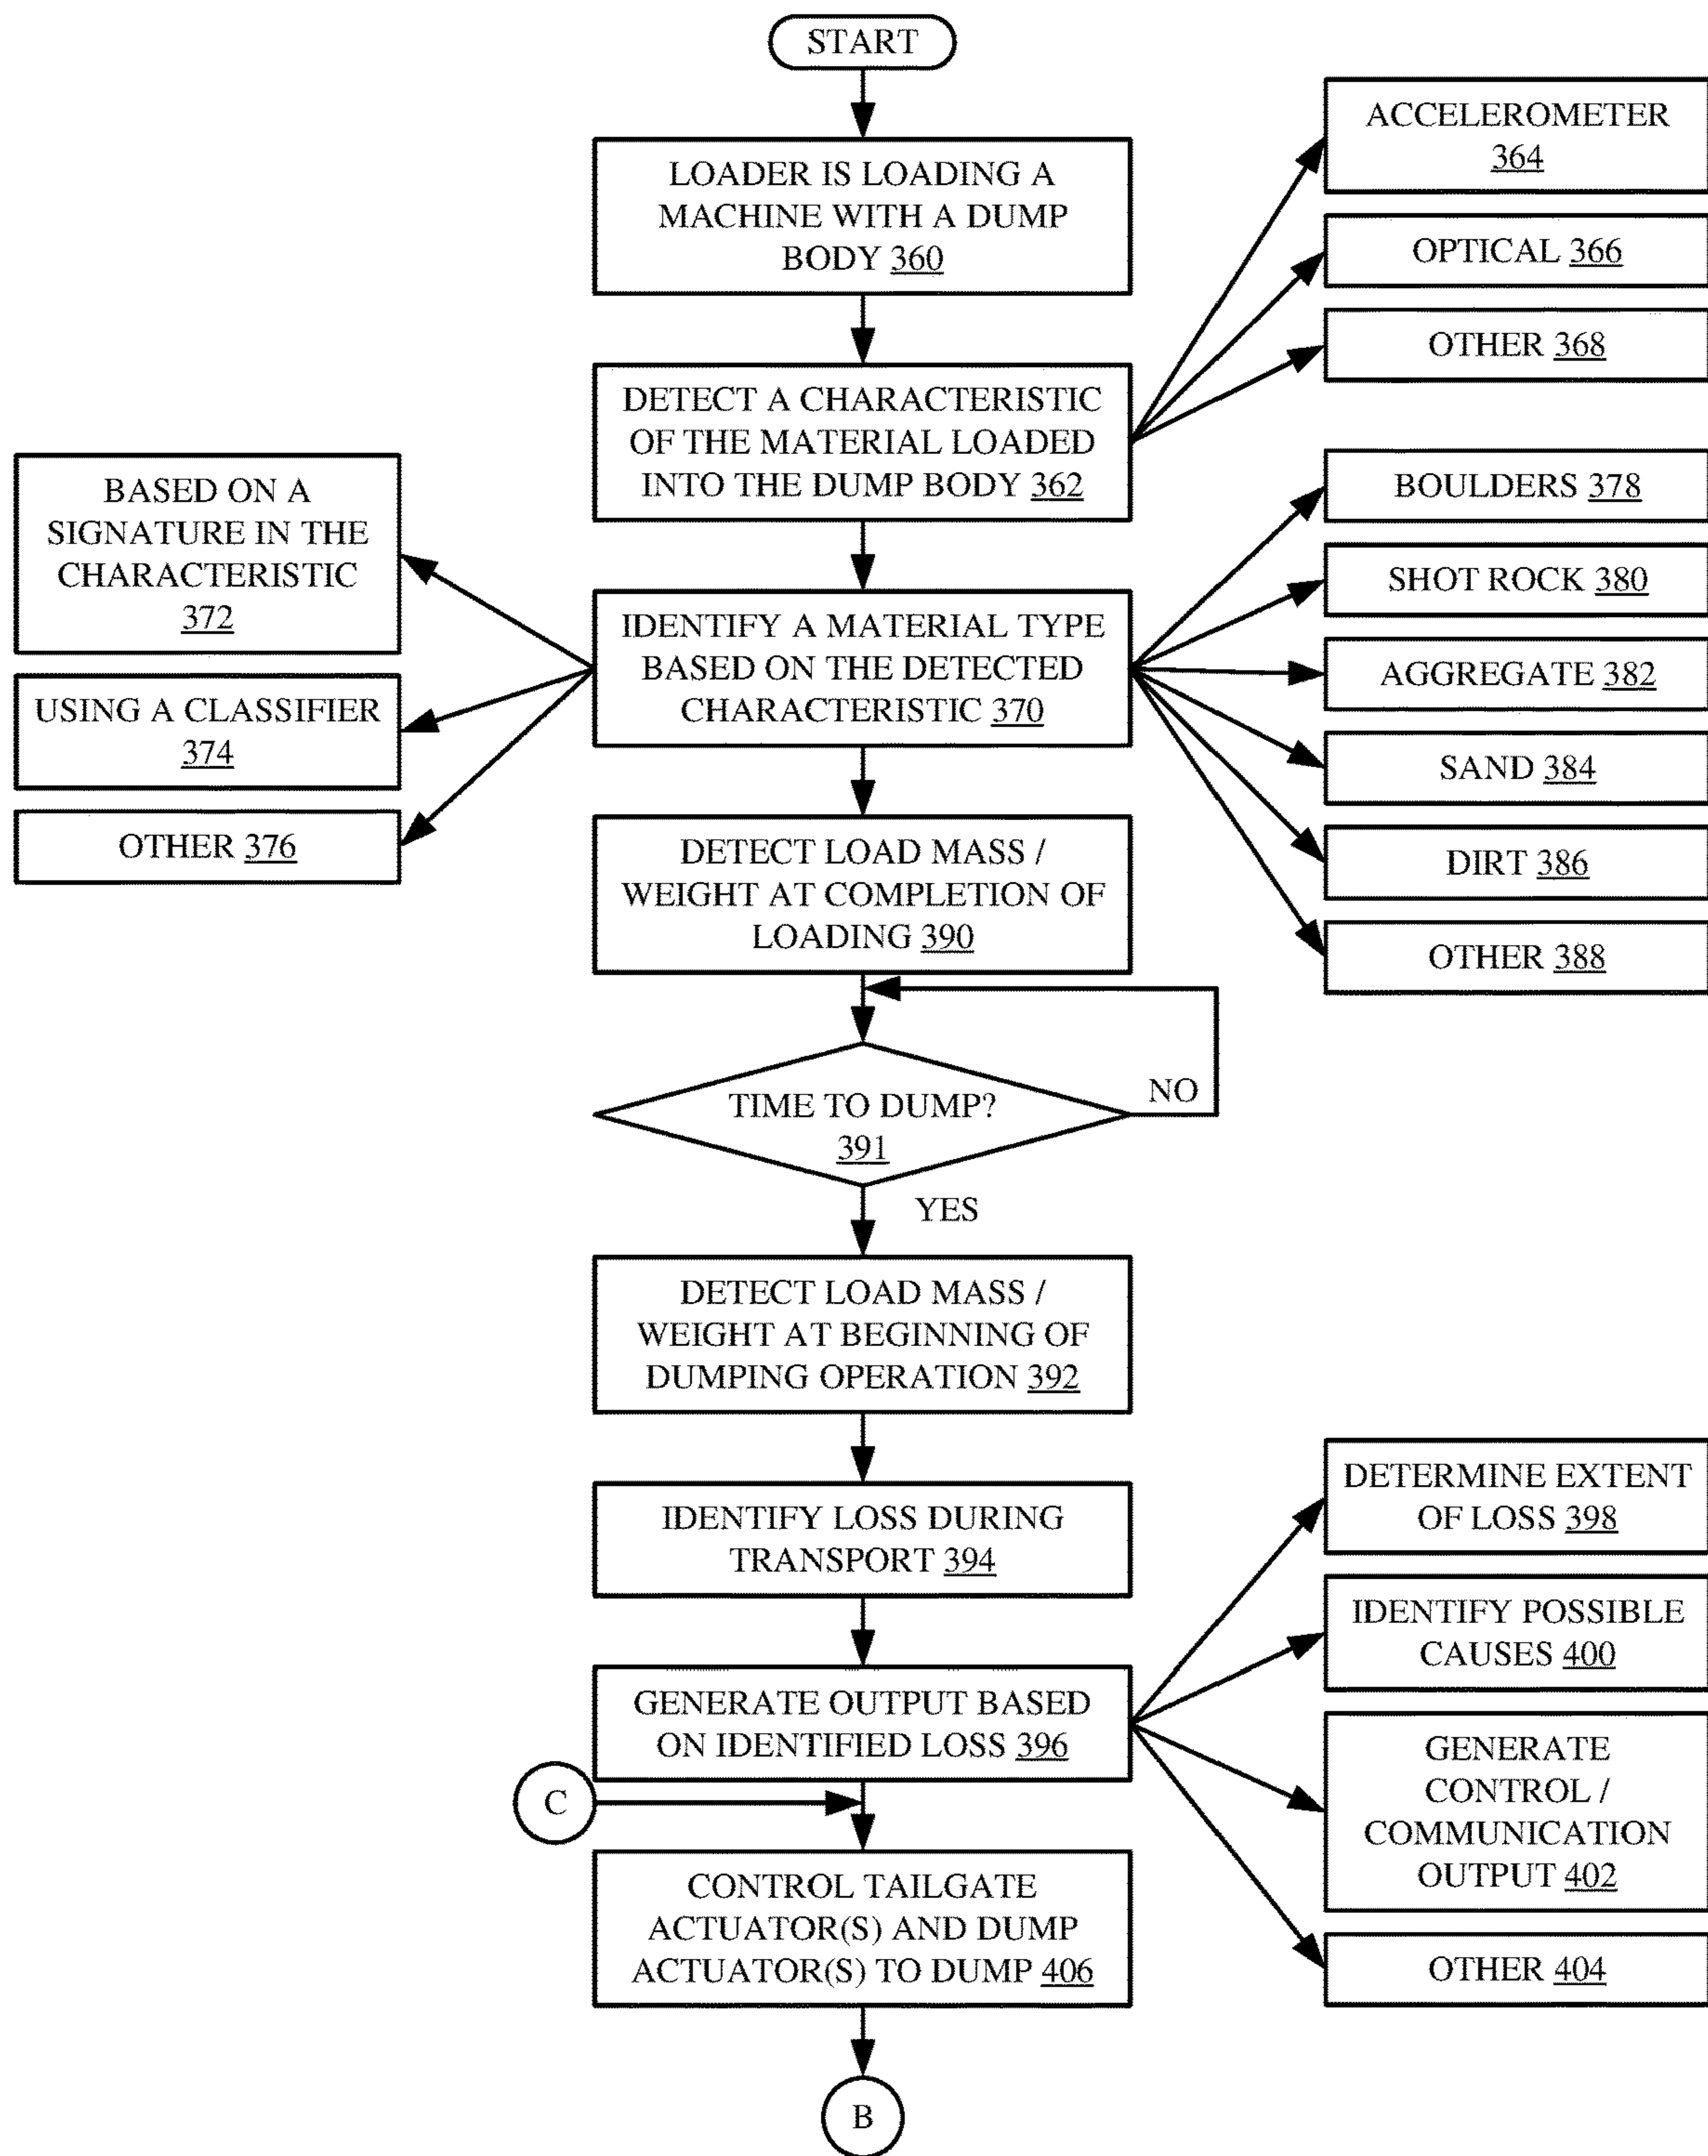 START
LOADER IS LOADING A
MACHINE WITH A DUMP
BODY 360
ACCELEROMETER
364
OPTICAL 366
OTHER 368
DETECT A CHARACTERISTIC
OF THE MATERIAL LOADED
INTO THE DUMP BODY 362
BASED ON A
SIGNATURE IN THE
CHARACTERISTIC
372
USING A CLASSIFIER
374
OTHER 376
IDENTIFY A MATERIAL TYPE
BASED ON THE DETECTED
CHARACTERISTIC 370
BOULDERS 378
SHOT ROCK 380
AGGREGATE 382
SAND 384
DIRT 386
OTHER 388
DETECT LOAD MASS /
WEIGHT AT COMPLETION OF
LOADING 390
TIME TO DUMP?
391
NO
YES
DETECT LOAD MASS /
WEIGHT AT BEGINNING OF
DUMPING OPERATION 392
IDENTIFY LOSS DURING
TRANSPORT 394
GENERATE OUTPUT BASED
ON IDENTIFIED LOSS 396
DETERMINE EXTENT
OF LOSS 398
IDENTIFY POSSIBLE
CAUSES 400
GENERATE
CONTROL /
COMMUNICATION
OUTPUT 402
OTHER 404
C
CONTROL TAILGATE
ACTUATOR(S) AND DUMP
ACTUATOR(S) TO DUMP 406
B